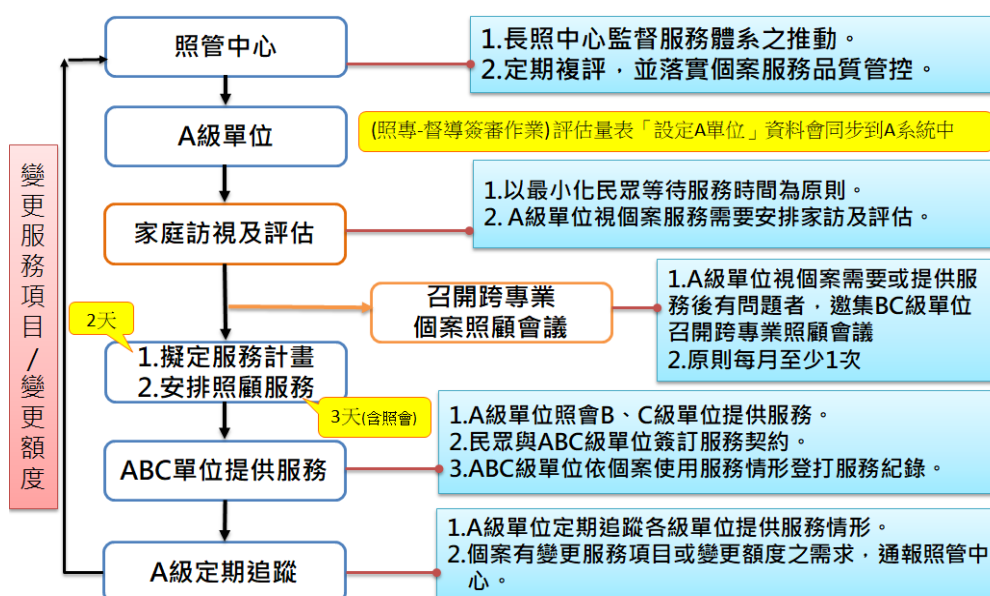 照管中心
1.長照中心監督服務體系之推動。
2.定期複評，並落實個案服務品質管控。
A級單位
(照專-督導簽審作業) 評估量表「設定A單位」資料會同步到A系統中
變更服務項目/變更額度
家庭訪視及評估
1.以最小化民眾等待服務時間為原則。
2. A級單位視個案服務需要安排家訪及評估。
召開跨專業
個案照顧會議
1.A級單位視個案需要或提供服
務後有問題者，邀集BC級單位
召開跨專業照顧會議
2.原則每月至少1次
2天
1.擬定服務計畫
2.安排照顧服務
3天(含照會)
ABC單位提供服務
1.A級單位照會B、C級單位提供服務。
2.民眾與ABC級單位簽訂服務契約。
3.ABC級單位依個案使用服務情形登打服務紀錄。
A級定期追蹤
1.A級單位定期追蹤各級單位提供服務情形。
2.個案有變更服務項目或變更額度之需求，通報照管中
心。